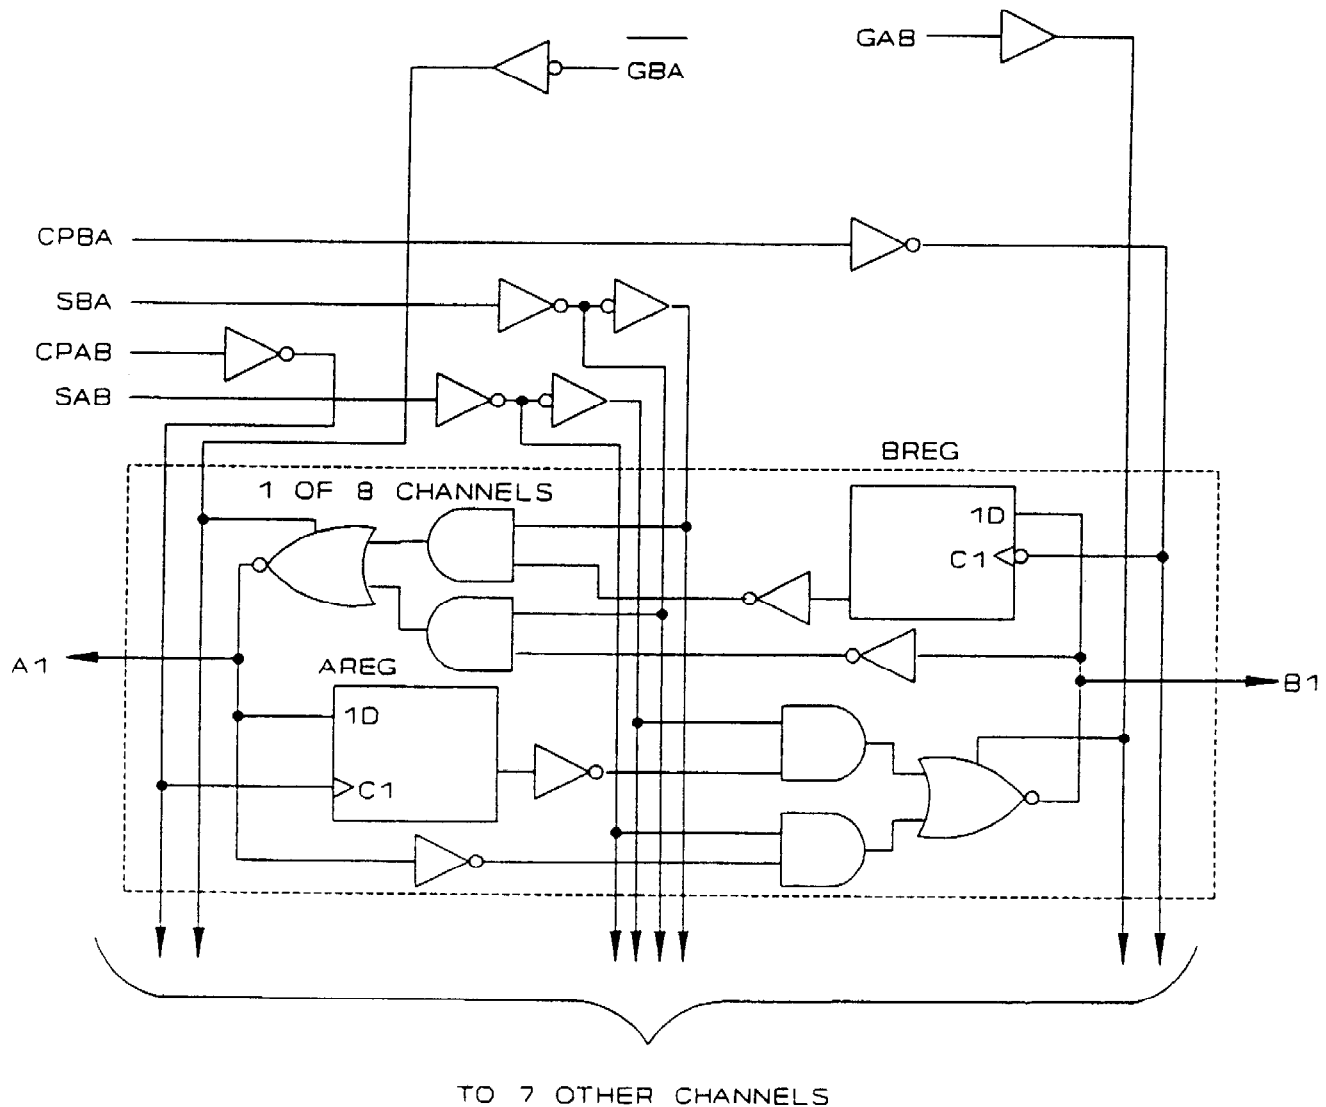 GAB
GBA
CPBA
SBA
CPAB
SAB
BREG
1 OF 8 CHANNELS
1D
C1
A1
AREG
1D
C1
B1
TO 7 OTHER CHANNELS